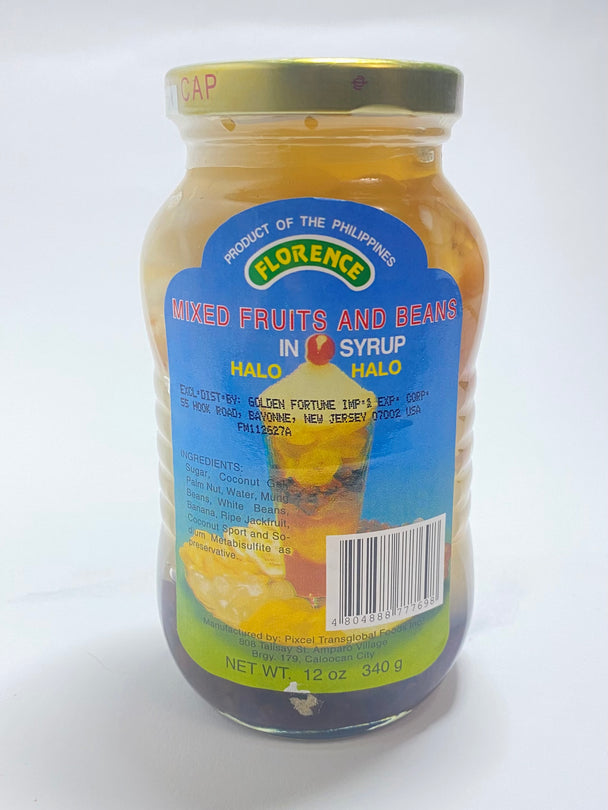 CAP
PRODUCT OF THE PHILIPPINES
FLORENCE
MIXED FRUITS AND BEANS
IN SYRUP
HALO HALO
EXCL•DIST•BY: GOLDEN FORTUNE IMP•& EXP• CORP•
55 HOOK ROAD, BAYONNE, NEW JERSEY 07002 USA
FM112627A
INGREDIENTS:
Sugar, Coconut Gel,
Palm Nut, Water, Mung
Beans, White Beans,
Banana, Ripe Jackfruit,
Coconut Sport and So-
dium Metabisulfite as
preservative.
4 804888 777698
Manufactured by: Pixcel Transglobal Foods Inc.
808 Talisay St. Amparo Village
Brgy. 179, Caloocan City
NET WT. 12 oz 340 g